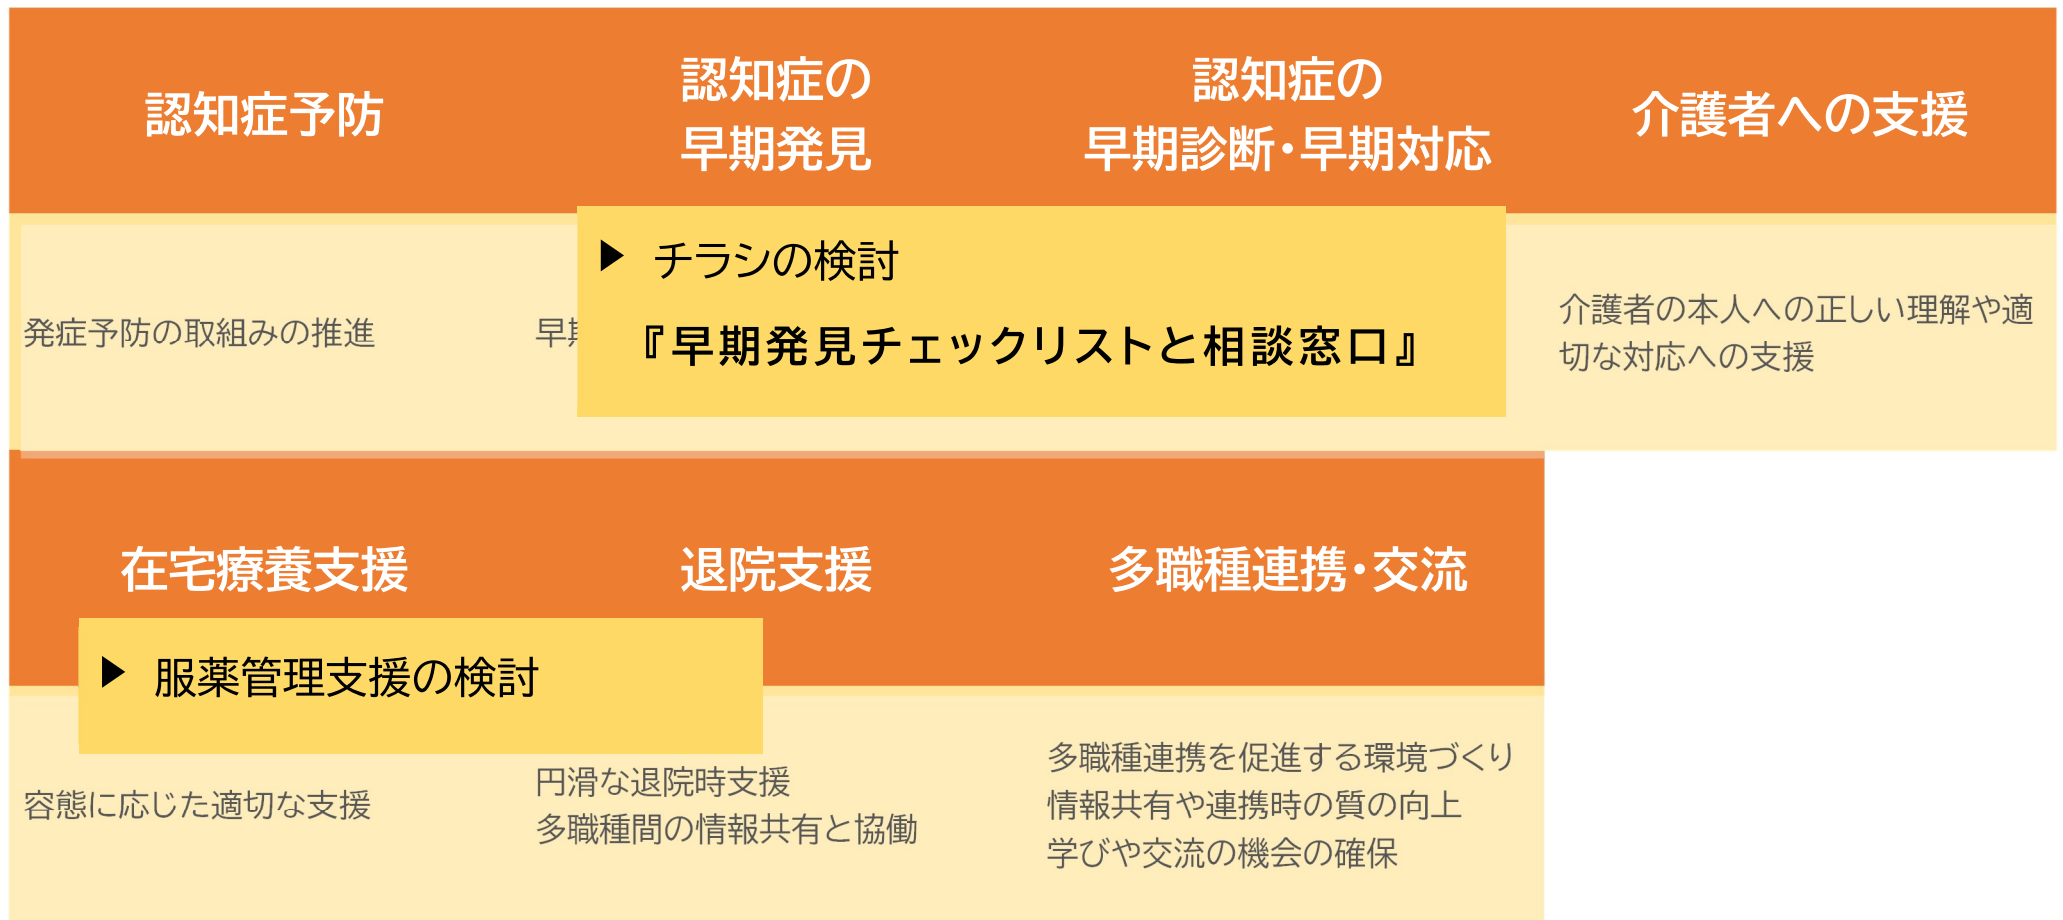 認知症予防
認知症の
早期発見
認知症の
早期診断・早期対応
介護者への支援
発症予防の取組みの推進
早
▶ チラシの検討
『早期発見チェックリストと相談窓口』
介護者の本人への正しい理解や適
切な対応への支援
在宅療養支援
退院支援
多職種連携・交流
▶ 服薬管理支援の検討
容態に応じた適切な支援
円滑な退院時支援
多職種間の情報共有と協働
多職種連携を促進する環境づくり
情報共有や連携時の質の向上
学びや交流の機会の確保